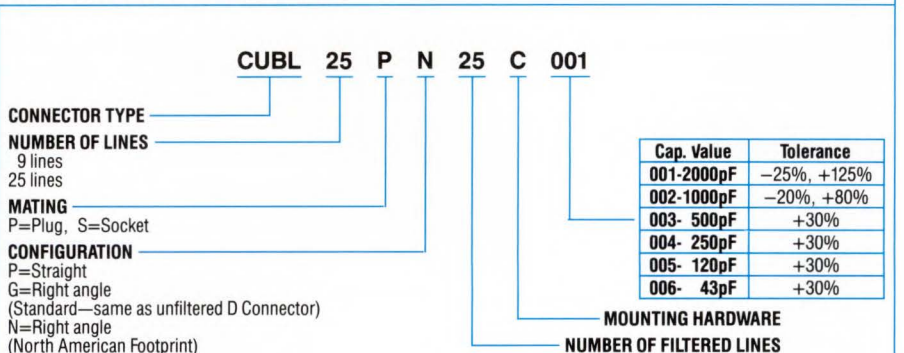 CUBL 25 P N 25 C 001
CONNECTOR TYPE
NUMBER OF LINES
9 lines
25 lines
MATING
P=Plug, S=Socket
CONFIGURATION
P=Straight
G=Right angle
(Standard—same as unfiltered D Connector)
N=Right angle
(North American Footprint)
Cap. Value Tolerance
001-2000pF −25%, +125%
002-1000pF −20%, +80%
003- 500pF +30%
004- 250pF +30%
005- 120pF +30%
006- 43pF +30%
MOUNTING HARDWARE
NUMBER OF FILTERED LINES